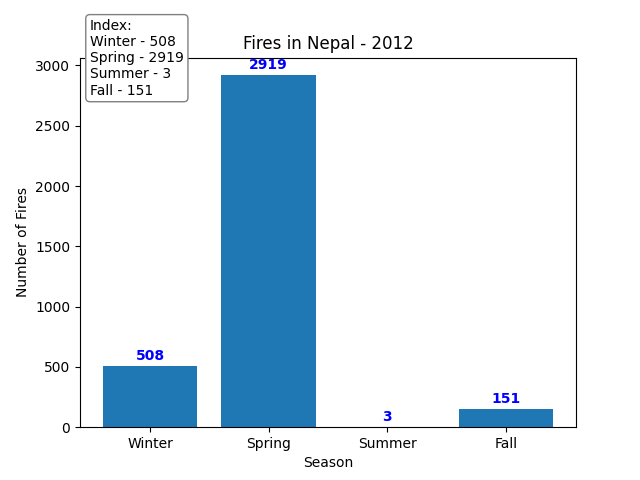 Index:
Winter - 508
Spring - 2919
Summer - 3
Fall - 151
Fires in Nepal - 2012
Number of Fires
3000
2500
2000
1500
1000
500
0
2919
508
3
151
Winter Spring Summer Fall
Season